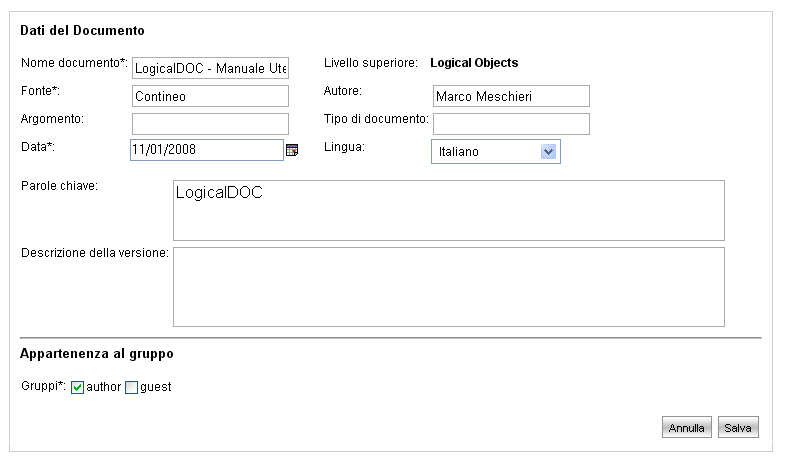 Dati del Documento
Nome documento*: LogicalDOC - Manuale Ute Livello superiore: Logical Objects
Fonte*: Contineo Autore: Marco Meschieri
Argomento: Tipo di documento:
Data*: 11/01/2008 Lingua: Italiano
Parole chiave: LogicalDOC
Descrizione della versione:
Appartenenza al gruppo
Gruppi*: author guest
Annulla Salva